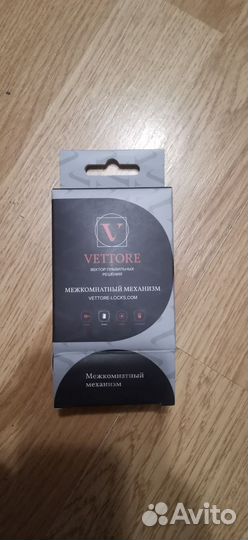 V
VETTORE
ВЕКТОР ПРАВИЛЬНЫХ
РЕШЕНИЙ
МЕЖКОМНАТНЫЙ МЕХАНИЗМ
VETTORE-LOCKS.COM
Межкомнатный
механизм
Avito